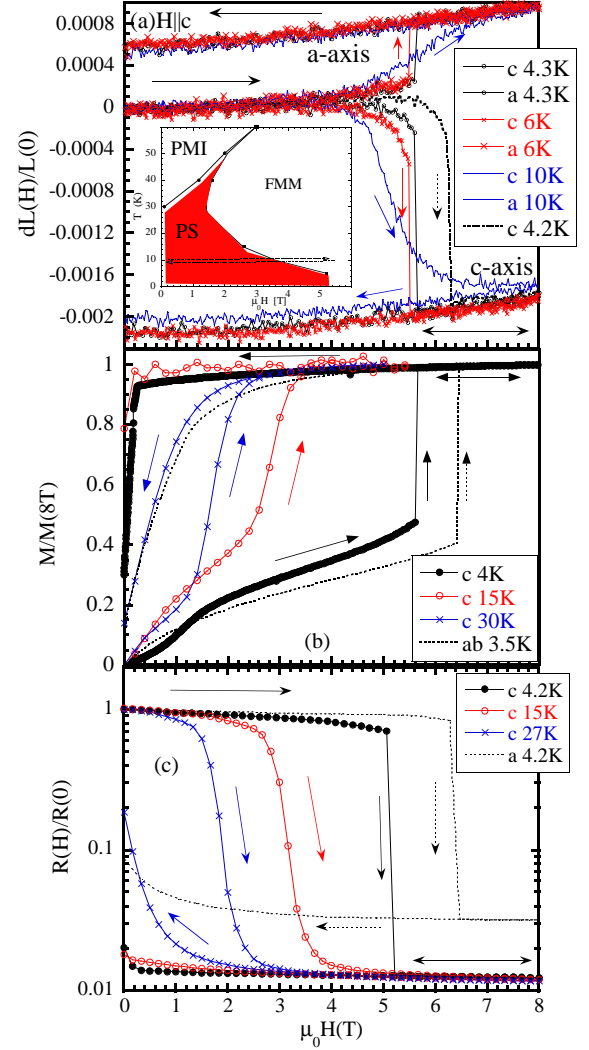 (a)H||c
0.0008
0.0004
0
-0.0004
-0.0008
-0.0012
-0.0016
-0.002
dL(H)/L(0)
a-axis
c-axis
c 4.3K
a 4.3K
c 6K
a 6K
c 10K
a 10K
c 4.2K
PMI
FMM
PS
T (K)
60
50
40
30
20
10
0
0
1
2
3
4
5
μ0H [T]
M/M(8T)
1
0.8
0.6
0.4
0.2
0
(b)
c 4K
c 15K
c 30K
ab 3.5K
R(H)/R(0)
1
0.1
0.01
(c)
c 4.2K
c 15K
c 27K
a 4.2K
0
1
2
3
4
5
6
7
8
μ0H(T)